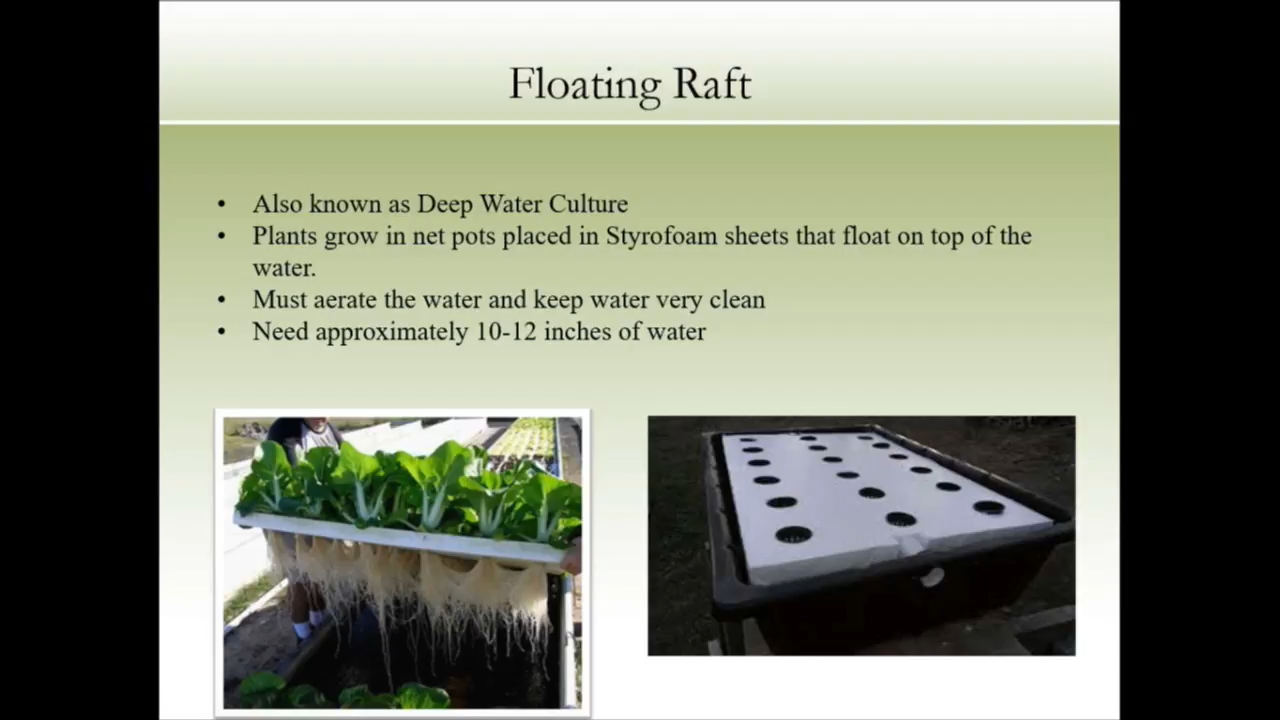 Floating Raft
• Also known as Deep Water Culture
• Plants grow in net pots placed in Styrofoam sheets that float on top of the
water.
• Must aerate the water and keep water very clean
• Need approximately 10-12 inches of water